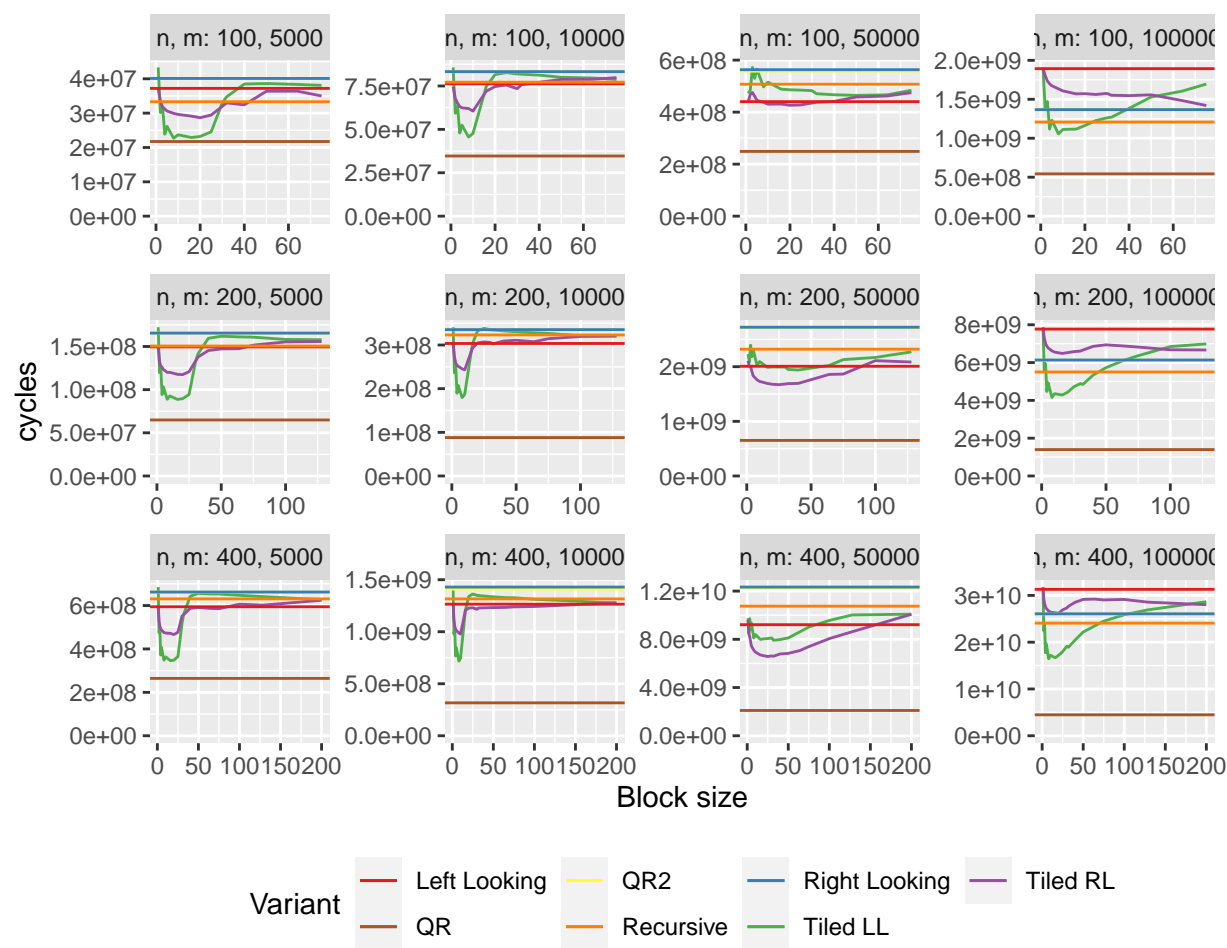 n, m: 100, 5000
n, m: 100, 10000
n, m: 100, 50000
n, m: 100, 100000
4e+07
3e+07
2e+07
1e+07
0e+00
7.5e+07
5.0e+07
2.5e+07
0.0e+00
6e+08
4e+08
2e+08
0e+00
2.0e+09
1.5e+09
1.0e+09
5.0e+08
0.0e+00
0 20 40 60
0 20 40 60
0 20 40 60
0 20 40 60
n, m: 200, 5000
n, m: 200, 10000
n, m: 200, 50000
n, m: 200, 100000
1.5e+08
1.0e+08
5.0e+07
0.0e+00
3e+08
2e+08
1e+08
0e+00
2e+09
1e+09
0e+00
8e+09
6e+09
4e+09
2e+09
0e+00
0 50 100
0 50 100
0 50 100
0 50 100
cycles
n, m: 400, 5000
n, m: 400, 10000
n, m: 400, 50000
n, m: 400, 100000
6e+08
4e+08
2e+08
0e+00
1.5e+09
1.0e+09
5.0e+08
0.0e+00
1.2e+10
8.0e+09
4.0e+09
0.0e+00
3e+10
2e+10
1e+10
0e+00
0 50 100 150 200
0 50 100 150 200
0 50 100 150 200
0 50 100 150 200
Block size
Variant
Left Looking
QR2
Right Looking
Tiled RL
QR
Recursive
Tiled LL